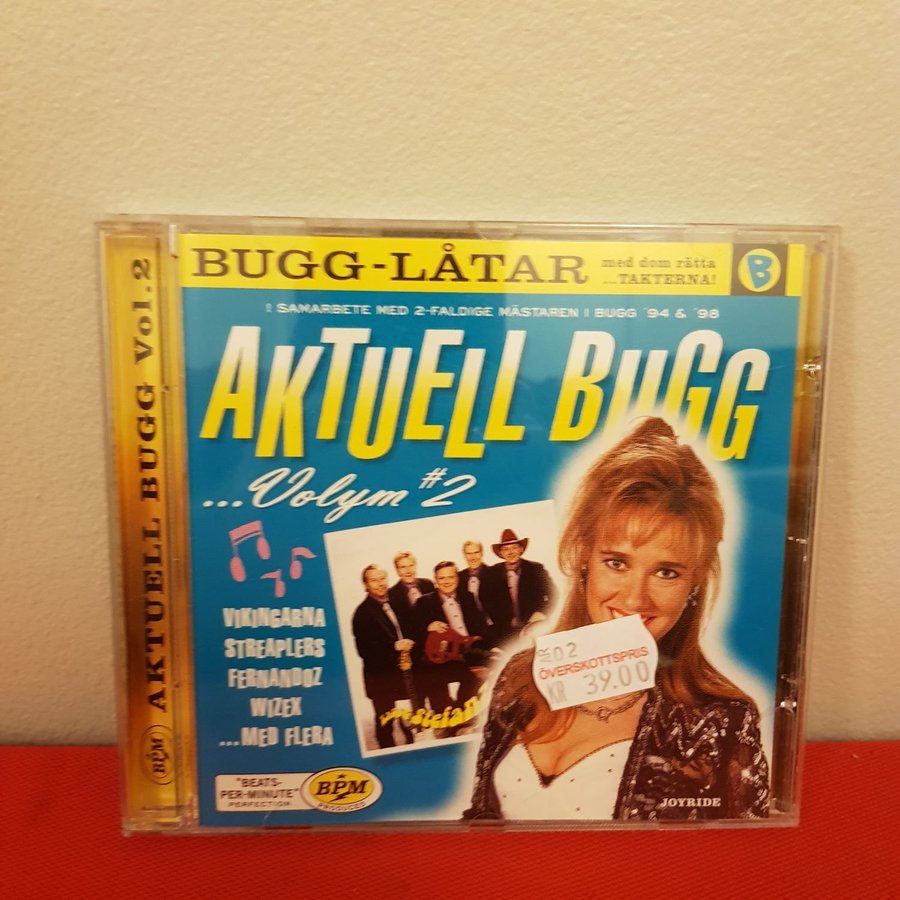 AKTUELL BUGG Vol.2
BPM
BUGG-LÅTAR
med dom rätta
...TAKTERNA!
B
I SAMARBETE MED 2-FALDIGE MÄSTAREN I BUGG '94 & '98
AKTUELL BUGG
...Volym #2
VIKINGARNA
STREAPLERS
FERNANDOZ
WIZEX
...MED FLERA
02
ÖVERSKOTTSPRIS
KR 39.00
"BEATS-
PER-MINUTE"
PERFECTION
BPM
PRODUCED
JOYRIDE